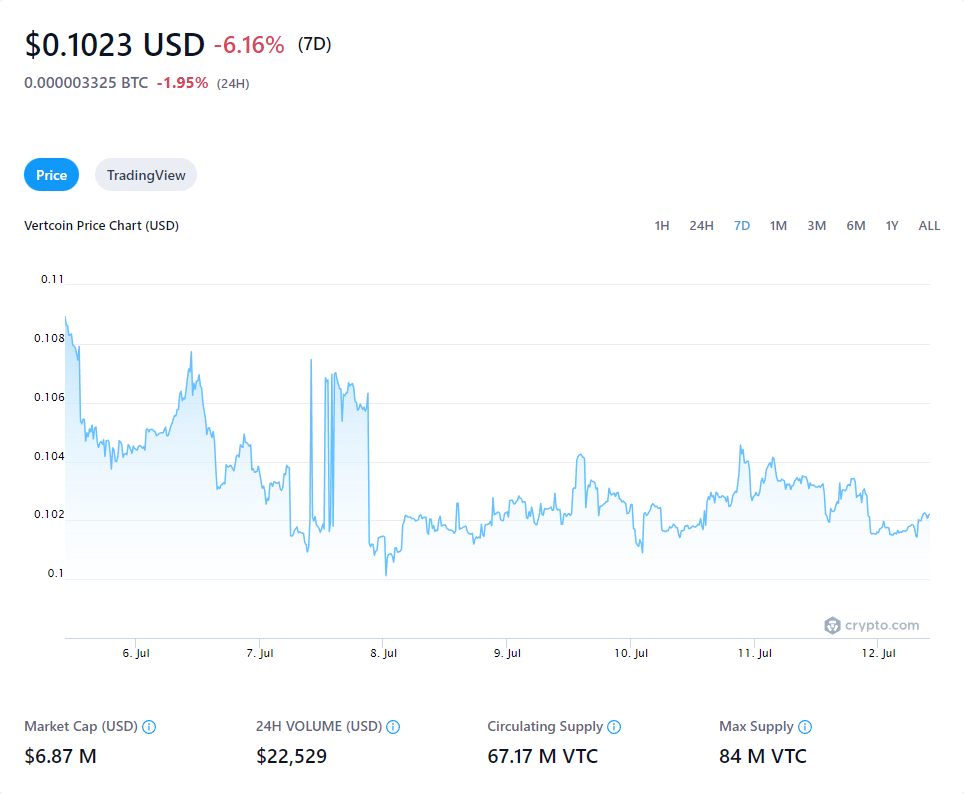 $0.1023 USD -6.16% (7D)
0.000003325 BTC -1.95% (24H)
Price TradingView
Vertcoin Price Chart (USD) 1H 24H 7D 1M 3M 6M 1Y ALL
0.11
0.108
0.106
0.104
0.102
0.1
crypto.com
6. Jul 7. Jul 8. Jul 9. Jul 10. Jul 11. Jul 12. Jul
Market Cap (USD) 24H VOLUME (USD) Circulating Supply Max Supply
$6.87 M $22,529 67.17 M VTC 84 M VTC